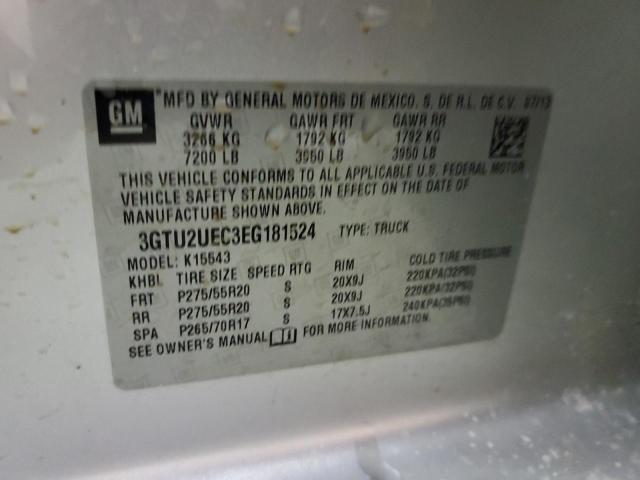 GM
*MFD BY GENERAL MOTORS DE MEXICO, S. DE R.L. DE C.V. 07/13
GVWR GAWR FRT GAWR RR
3266 KG 1792 KG 1792 KG
7200 LB 3950 LB 3950 LB
THIS VEHICLE CONFORMS TO ALL APPLICABLE U.S. FEDERAL MOTOR
VEHICLE SAFETY STANDARDS IN EFFECT ON THE DATE OF
MANUFACTURE SHOWN ABOVE.
3GTU2UEC3EG181524 TYPE: TRUCK
MODEL: K15543
KHBL TIRE SIZE SPEED RTG RIM COLD TIRE PRESSURE
FRT P275/55R20 S 20X9J 220KPA(32PSI)
RR P275/55R20 S 20X9J 220KPA(32PSI)
SPA P265/70R17 S 17X7.5J 240KPA(35PSI)
SEE OWNER'S MANUAL FOR MORE INFORMATION.